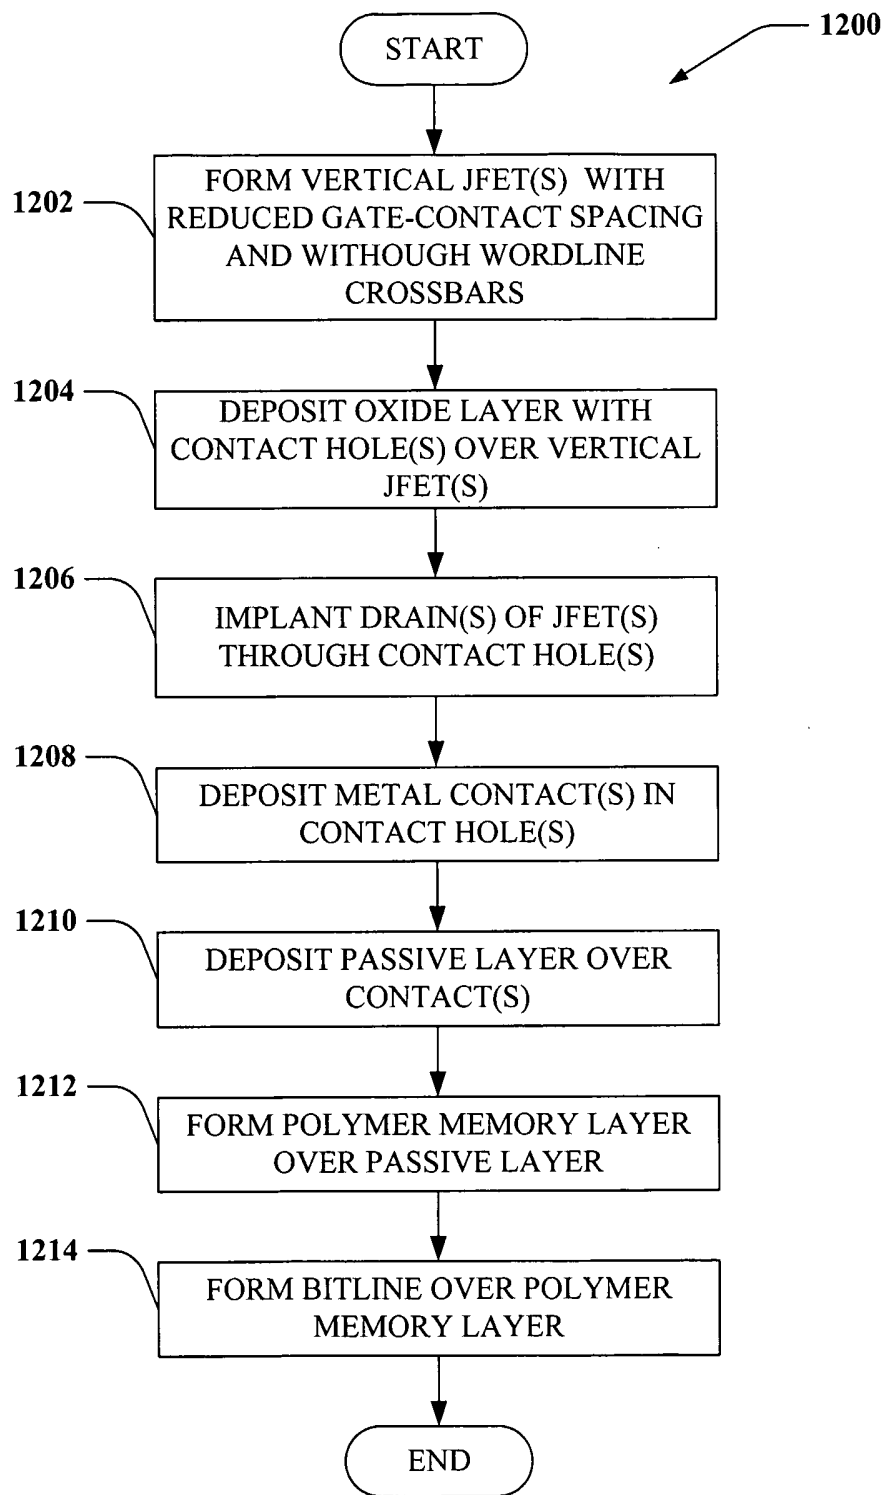 START
1200
1202
FORM VERTICAL JFET(S) WITH
REDUCED GATE-CONTACT SPACING
AND WITHOUGH WORDLINE
CROSSBARS
1204
DEPOSIT OXIDE LAYER WITH
CONTACT HOLE(S) OVER VERTICAL
JFET(S)
1206
IMPLANT DRAIN(S) OF JFET(S)
THROUGH CONTACT HOLE(S)
1208
DEPOSIT METAL CONTACT(S) IN
CONTACT HOLE(S)
1210
DEPOSIT PASSIVE LAYER OVER
CONTACT(S)
1212
FORM POLYMER MEMORY LAYER
OVER PASSIVE LAYER
1214
FORM BITLINE OVER POLYMER
MEMORY LAYER
END